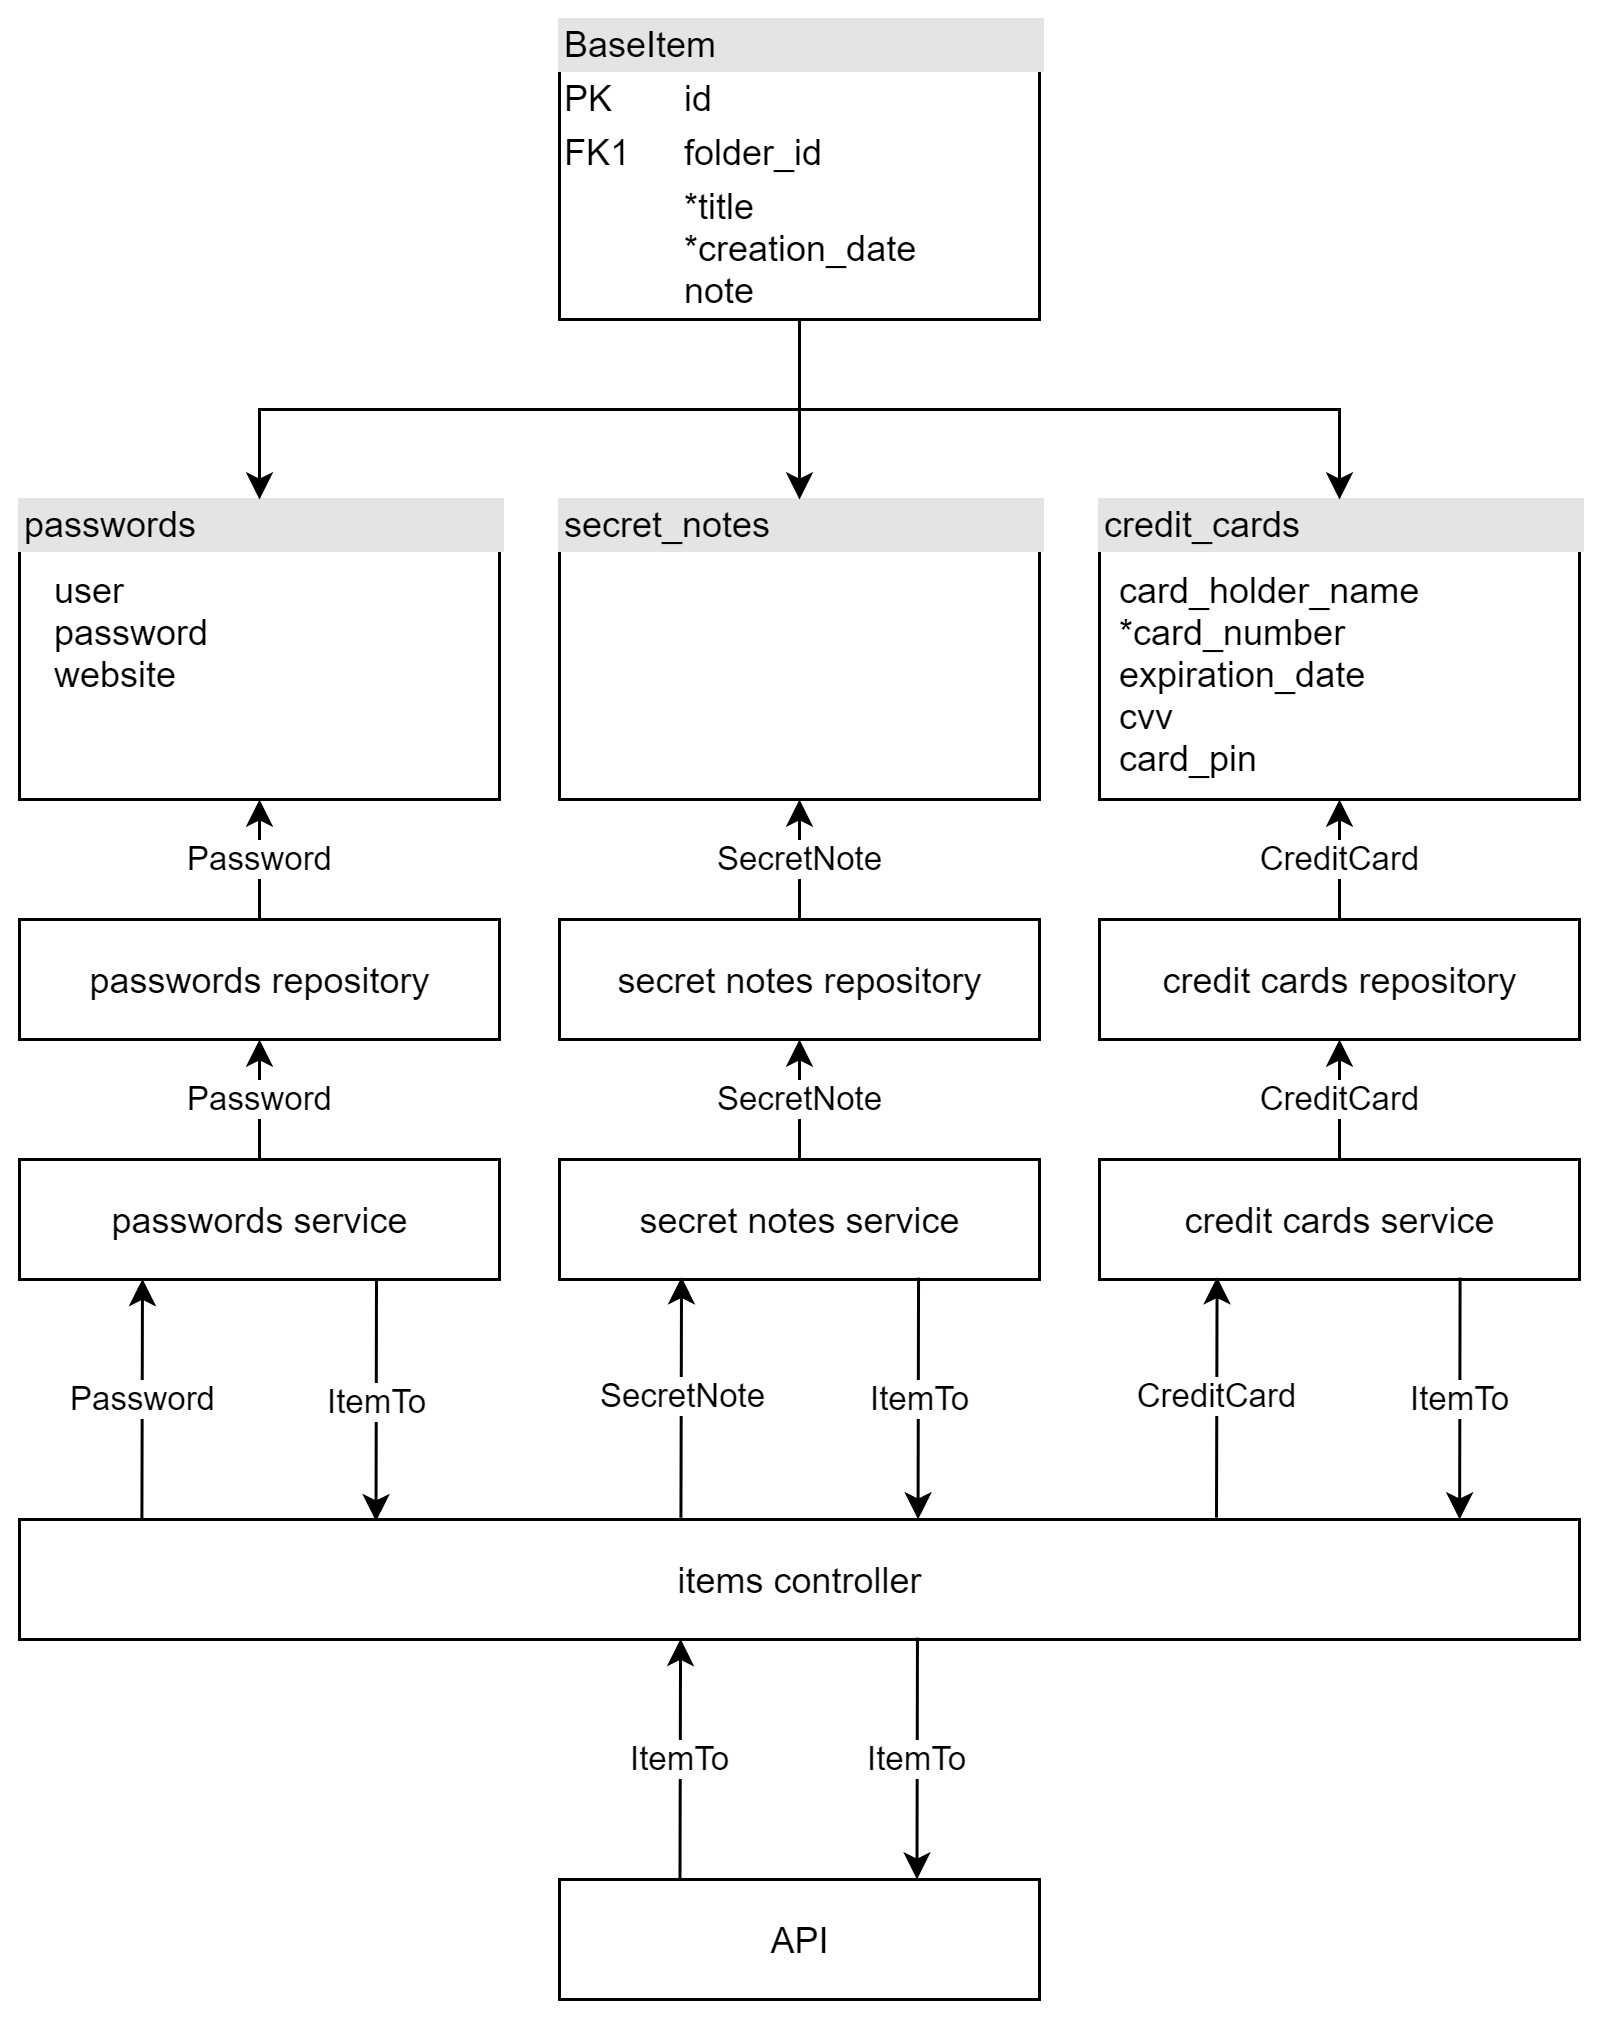 BaseItem
PK id
FK1 folder_id
*title
*creation_date
note
passwords
user
password
website
secret_notes
credit_cards
card_holder_name
*card_number
expiration_date
cvv
card_pin
Password
SecretNote
CreditCard
passwords repository
secret notes repository
credit cards repository
Password
SecretNote
CreditCard
passwords service
secret notes service
credit cards service
Password
ItemTo
SecretNote
ItemTo
CreditCard
ItemTo
items controller
ItemTo
ItemTo
API